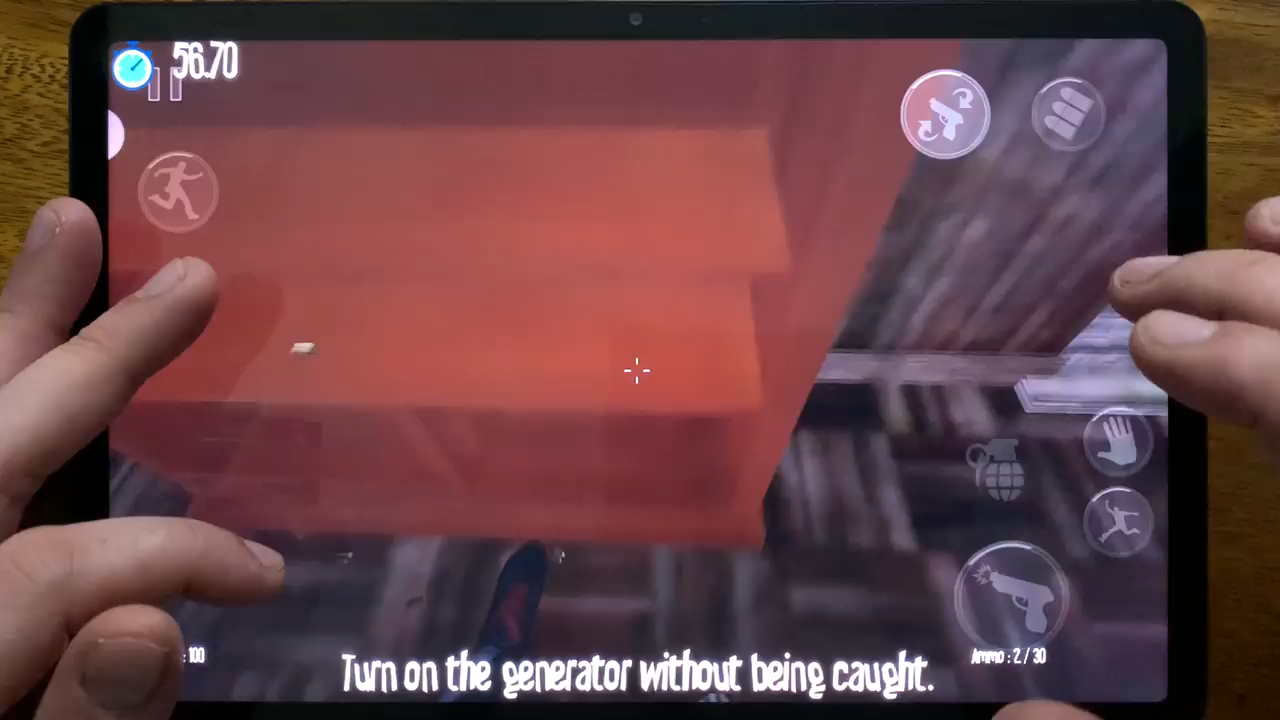 56.70
: 100
Ammo : 2 / 30
Turn on the generator without being caught.